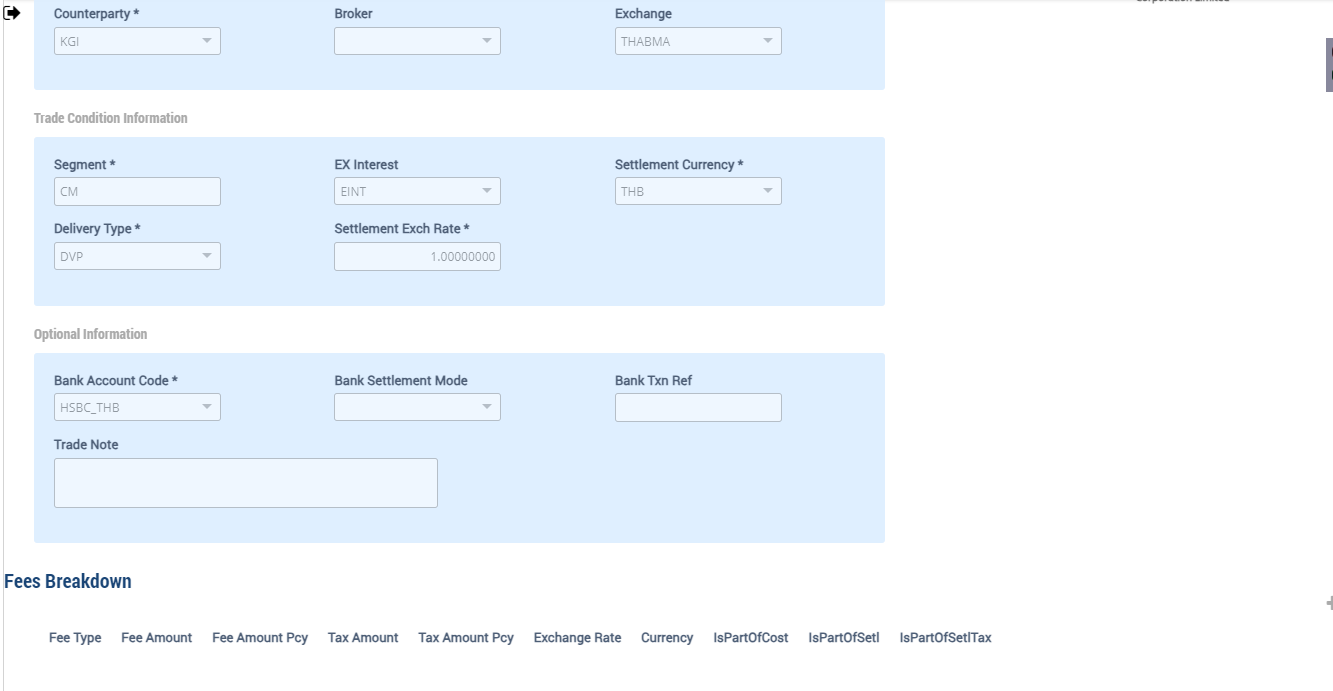 Corporation Limited
Counterparty * Broker Exchange
KGI THABMA
Trade Condition Information
Segment * EX Interest Settlement Currency *
CM EINT THB
Delivery Type * Settlement Exch Rate *
DVP 1.00000000
Optional Information
Bank Account Code * Bank Settlement Mode Bank Txn Ref
HSBC_THB
Trade Note
Fees Breakdown
Fee Type Fee Amount Fee Amount Pcy Tax Amount Tax Amount Pcy Exchange Rate Currency IsPartOfCost IsPartOfSetl IsPartOfSetlTax